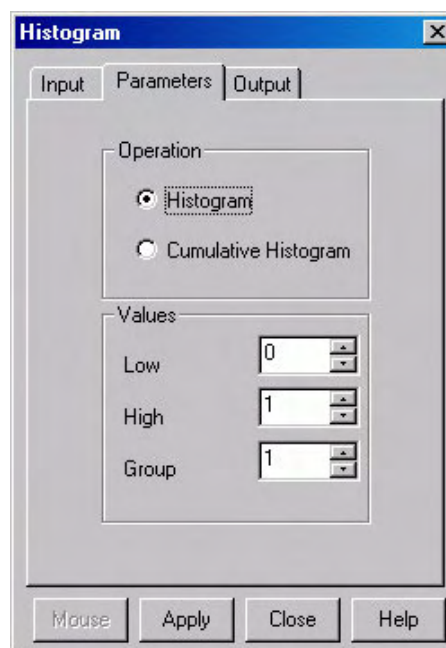 Histogram
Input Parameters Output
Operation
Histogram
Cumulative Histogram
Values
Low 0
High 1
Group 1
Mouse Apply Close Help